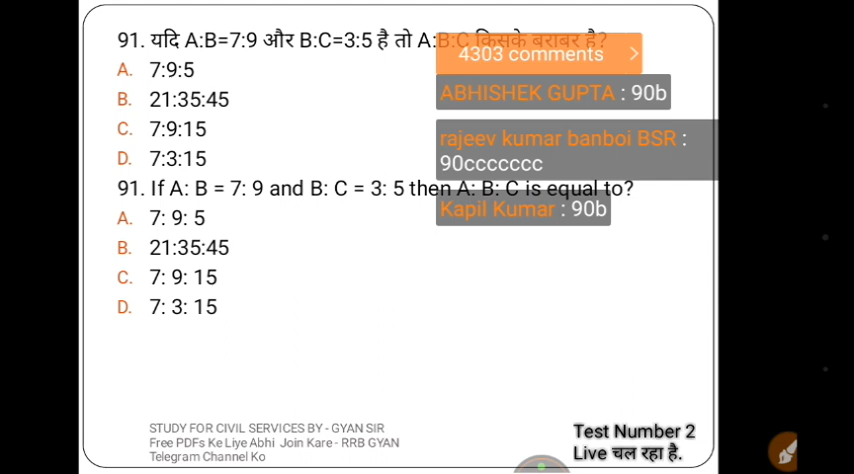 91. यदि A:B=7:9 और B:C=3:5 है तो A:B:C किसके बराबर है?
A. 7:9:5
B. 21:35:45
C. 7:9:15
D. 7:3:15
91. If A: B = 7: 9 and B: C = 3: 5 then A: B: C is equal to?
A. 7: 9: 5
B. 21:35:45
C. 7: 9: 15
D. 7: 3: 15
4303 comments >
ABHISHEK GUPTA : 90b
rajeev kumar banboi BSR :
90ccccccc
Kapil Kumar : 90b
STUDY FOR CIVIL SERVICES BY - GYAN SIR
Free PDFs Ke Liye Abhi Join Kare - RRB GYAN
Telegram Channel Ko
Test Number 2
Live चल रहा है.